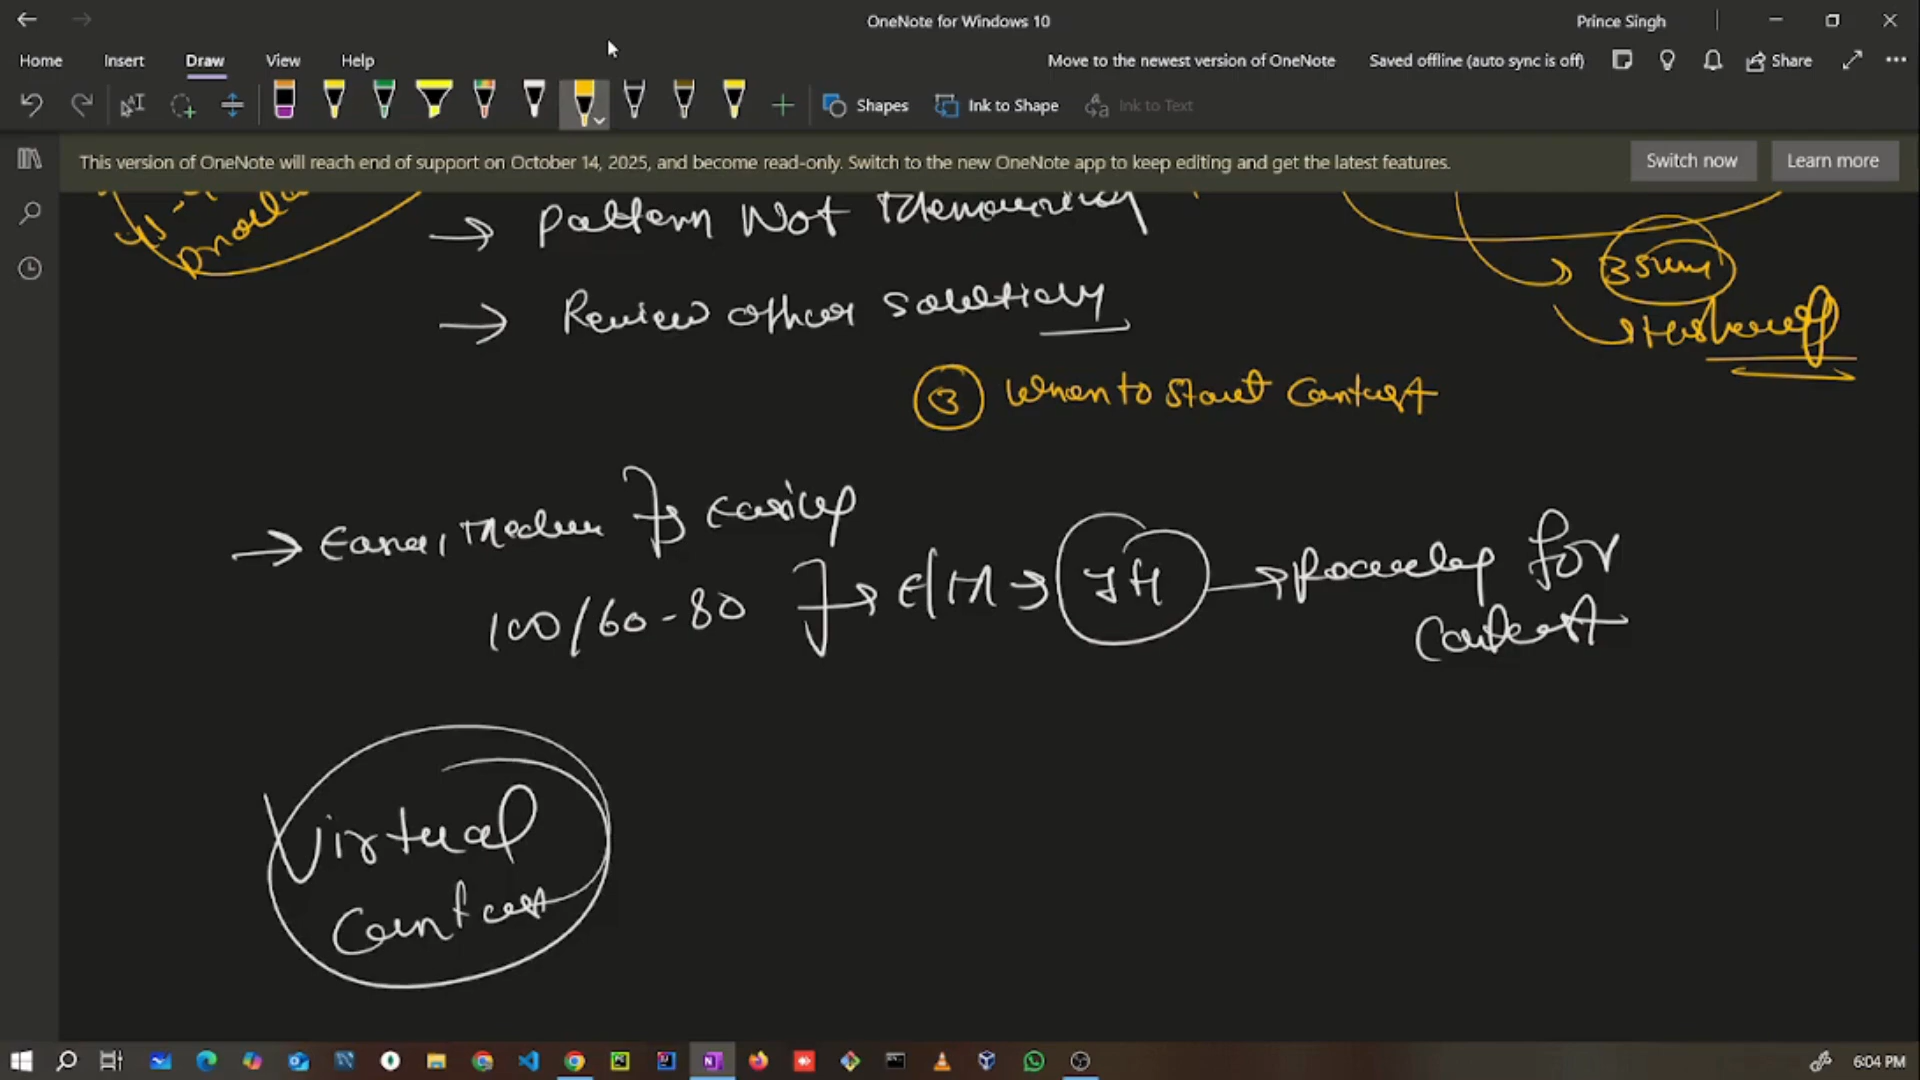 OneNote for Windows 10
Prince Singh
Home Insert Draw View Help
Move to the newest version of OneNote Saved offline (auto sync is off) Share
Shapes Ink to Shape Ink to Text
This version of OneNote will reach end of support on October 14, 2025, and become read-only. Switch to the new OneNote app to keep editing and get the latest features.
Switch now Learn more
→ Pattern Not
→ Review other solution
3 sum
③ When to Start Contest
→ Easy, Medium } → Easily
100/60-80 } → E/M → → Ready for
Contest
Virtual
Contest
6:04 PM